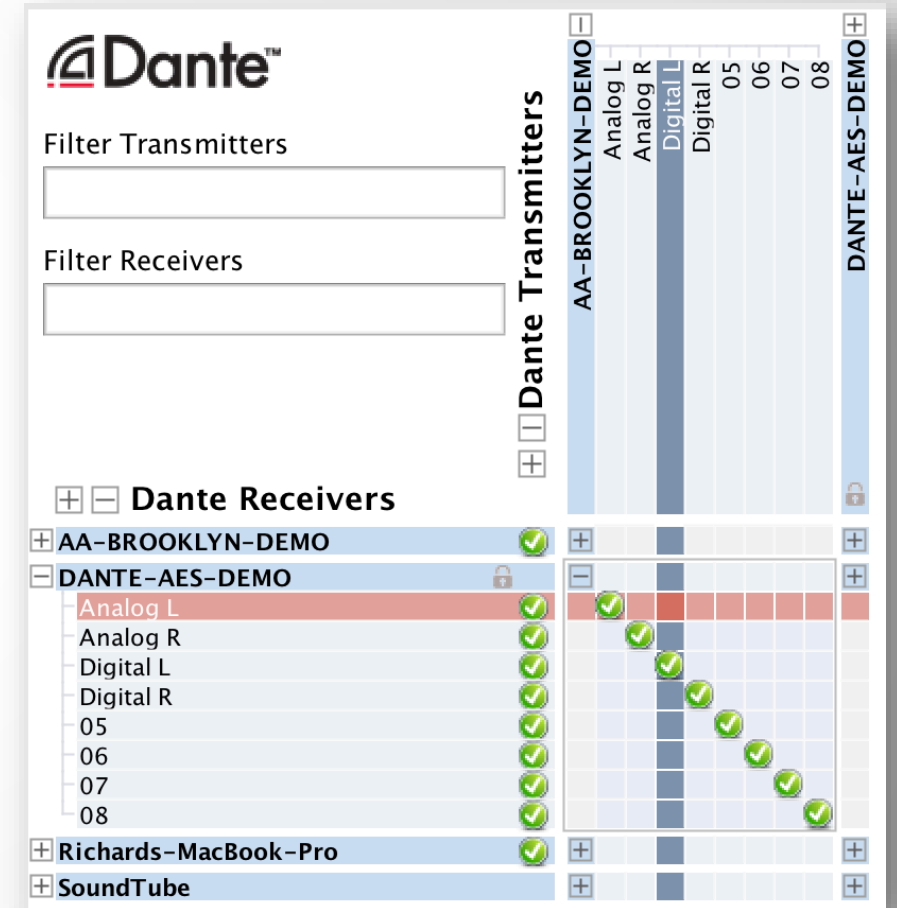 Dante™
Filter Transmitters
Filter Receivers
Dante Transmitters
AA-BROOKLYN-DEMO
Analog L
Analog R
Digital L
Digital R
05
06
07
08
DANTE-AES-DEMO
Dante Receivers
AA-BROOKLYN-DEMO
DANTE-AES-DEMO
Analog L
Analog R
Digital L
Digital R
05
06
07
08
Richards-MacBook-Pro
SoundTube